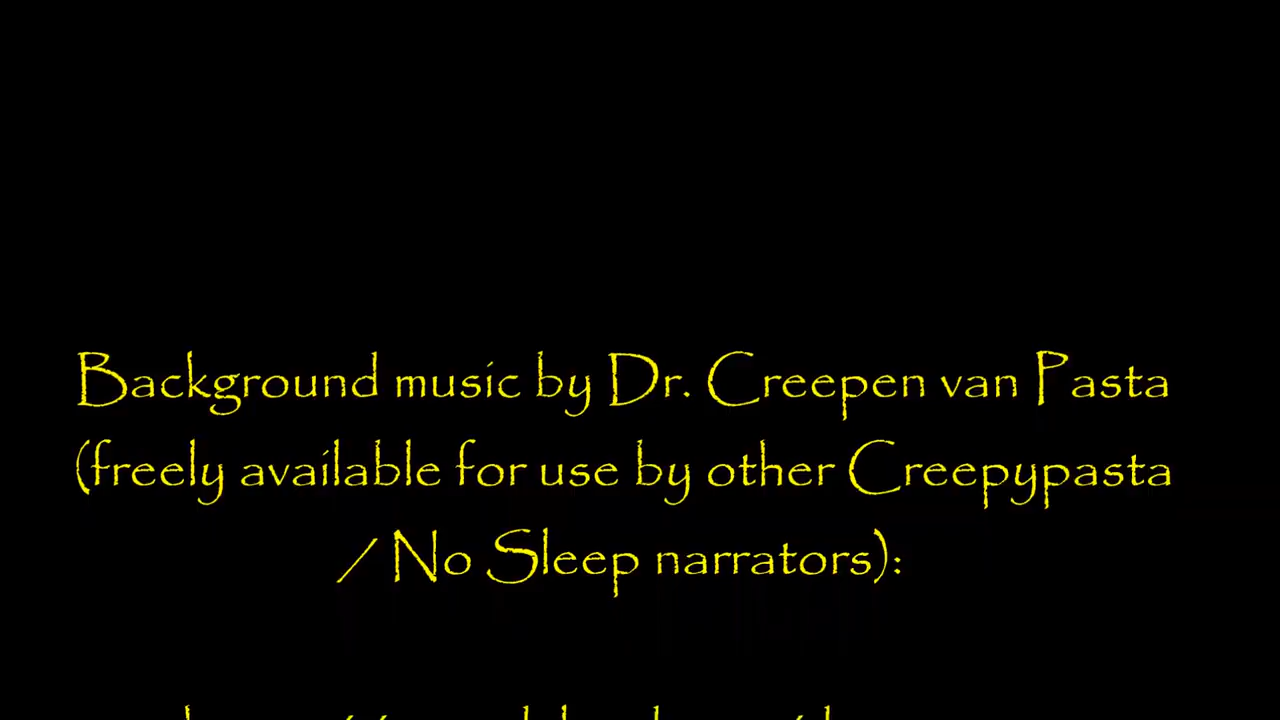 Background music by Dr. Creepen van Pasta
(freely available for use by other Creepypasta
/ No Sleep narrators):